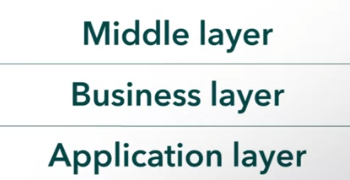 Middle layer
Business layer
Application layer